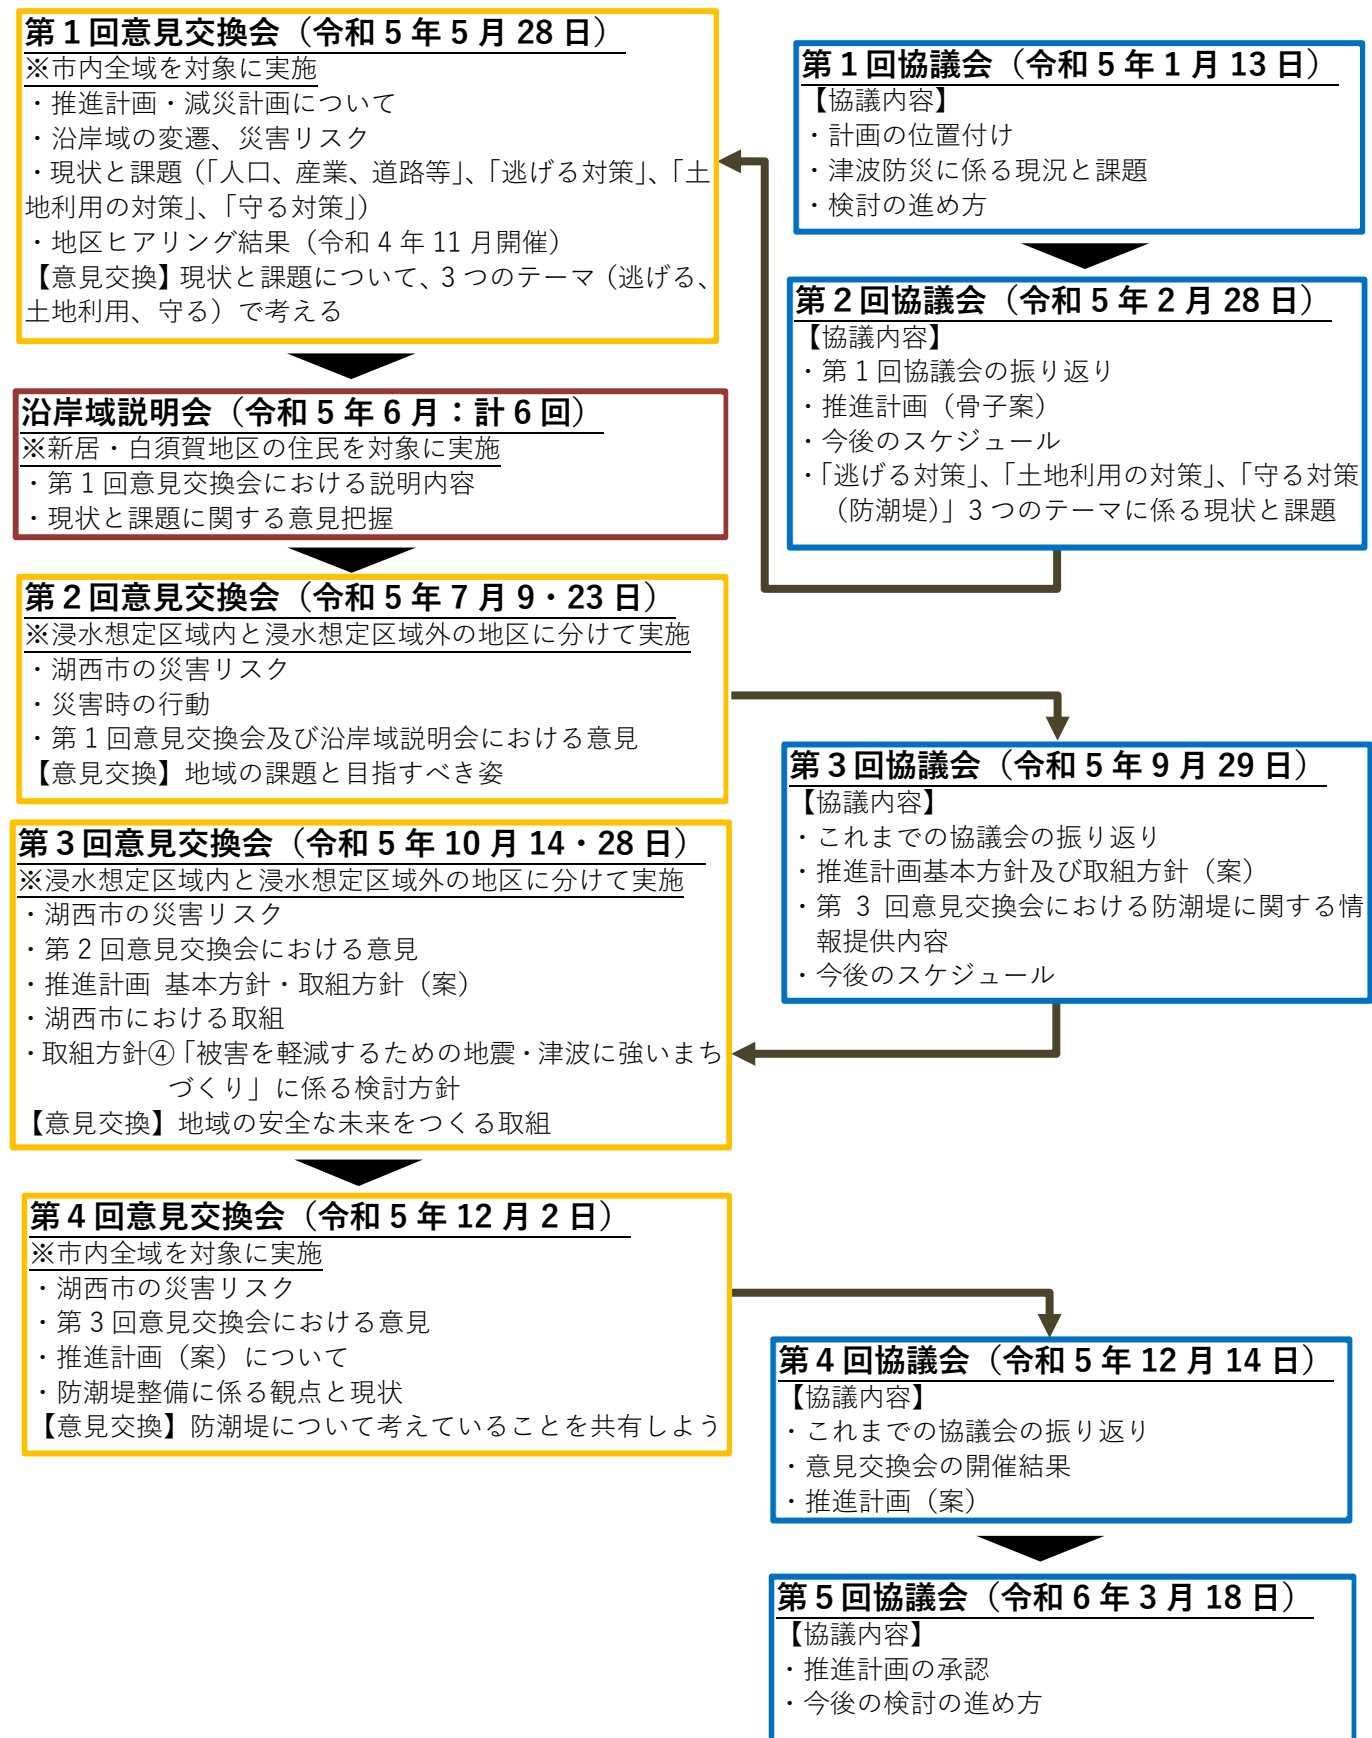 第１回意見交換会（令和５年５月28日）
※市内全域を対象に実施
・推進計画・減災計画について
・沿岸域の変遷、災害リスク
・現状と課題（「人口、産業、道路等」、「逃げる対策」、「土
地利用の対策」、「守る対策」）
・地区ヒアリング結果（令和４年11月開催）
【意見交換】現状と課題について、３つのテーマ（逃げる、
土地利用、守る）で考える
沿岸域説明会（令和５年６月：計６回）
※新居・白須賀地区の住民を対象に実施
・第１回意見交換会における説明内容
・現状と課題に関する意見把握
第２回意見交換会（令和５年７月９・23日）
※浸水想定区域内と浸水想定区域外の地区に分けて実施
・湖西市の災害リスク
・災害時の行動
・第１回意見交換会及び沿岸域説明会における意見
【意見交換】地域の課題と目指すべき姿
第３回意見交換会（令和５年10月14・28日）
※浸水想定区域内と浸水想定区域外の地区に分けて実施
・湖西市の災害リスク
・第２回意見交換会における意見
・推進計画 基本方針・取組方針（案）
・湖西市における取組
・取組方針④「被害を軽減するための地震・津波に強いまち
づくり」に係る検討方針
【意見交換】地域の安全な未来をつくる取組
第４回意見交換会（令和５年12月２日）
※市内全域を対象に実施
・湖西市の災害リスク
・第３回意見交換会における意見
・推進計画（案）について
・防潮堤整備に係る観点と現状
【意見交換】防潮堤について考えていることを共有しよう
第１回協議会（令和５年１月13日）
【協議内容】
・計画の位置付け
・津波防災に係る現況と課題
・検討の進め方
第２回協議会（令和５年２月28日）
【協議内容】
・第１回協議会の振り返り
・推進計画（骨子案）
・今後のスケジュール
・「逃げる対策」、「土地利用の対策」、「守る対策
（防潮堤）」３つのテーマに係る現状と課題
第３回協議会（令和５年９月29日）
【協議内容】
・これまでの協議会の振り返り
・推進計画基本方針及び取組方針（案）
・第 ３ 回意見交換会における防潮堤に関する情
報提供内容
・今後のスケジュール
第４回協議会（令和５年12月14日）
【協議内容】
・これまでの協議会の振り返り
・意見交換会の開催結果
・推進計画（案）
第５回協議会（令和６年３月18日）
【協議内容】
・推進計画の承認
・今後の検討の進め方